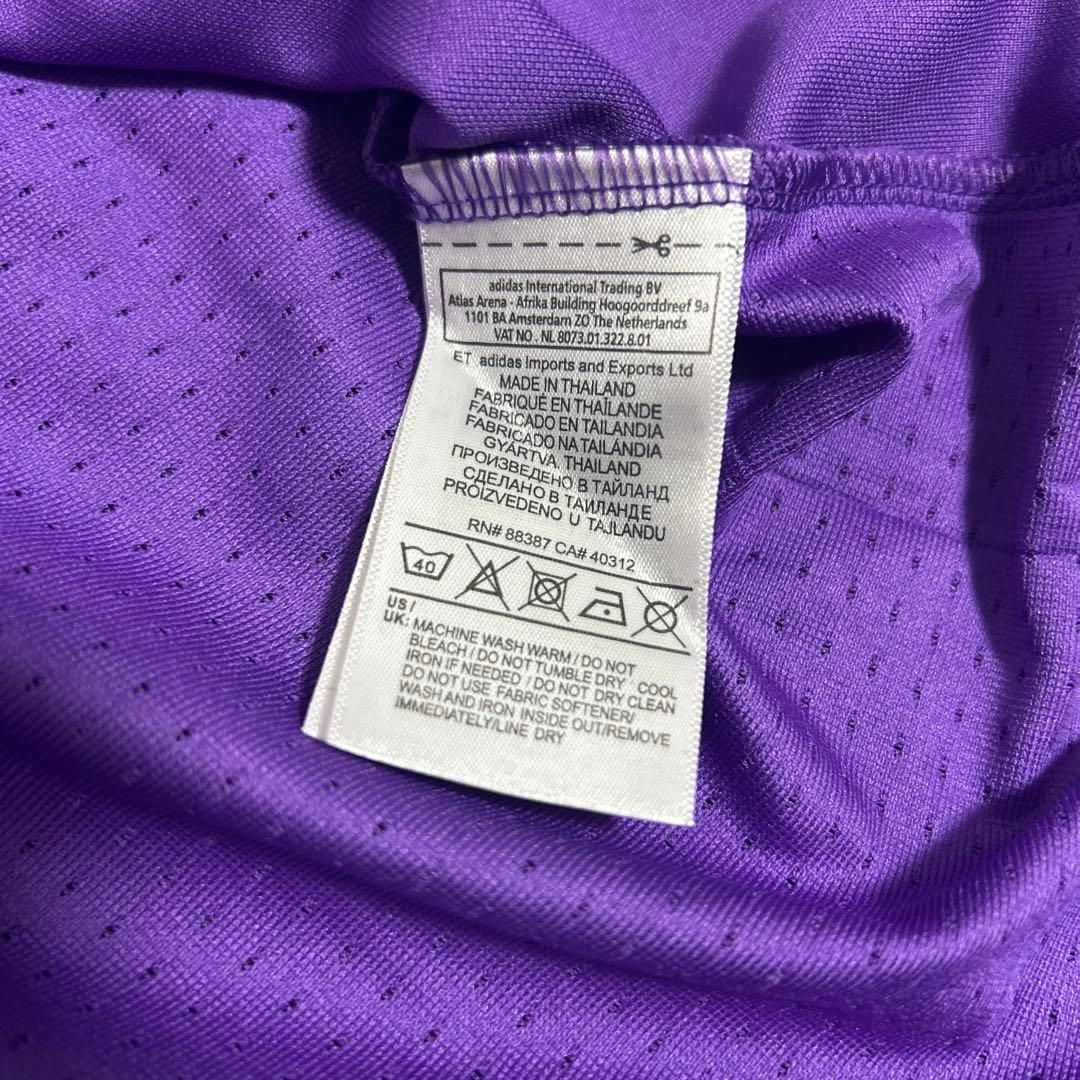 adidas International Trading BV
Atlas Arena - Afrika Building Hoogoorddreef 9a
1101 BA Amsterdam ZO The Netherlands
VAT NO . NL 8073.01.322.8.01
ET adidas Imports and Exports Ltd
MADE IN THAILAND
FABRIQUÉ EN THAÏLANDE
FABRICADO EN TAILANDIA
FABRICADO NA TAILÂNDIA
GYÁRTVA, THAILAND
ПРОИЗВЕДЕНО В ТАЙЛАНД
СДЕЛАНО В ТАИЛАНДЕ
PROIZVEDENO U TAJLANDU
RN# 88387 CA# 40312
40
US /
UK: MACHINE WASH WARM / DO NOT
BLEACH / DO NOT TUMBLE DRY COOL
IRON IF NEEDED / DO NOT DRY CLEAN
DO NOT USE FABRIC SOFTENER/
WASH AND IRON INSIDE OUT/REMOVE
IMMEDIATELY/LINE DRY